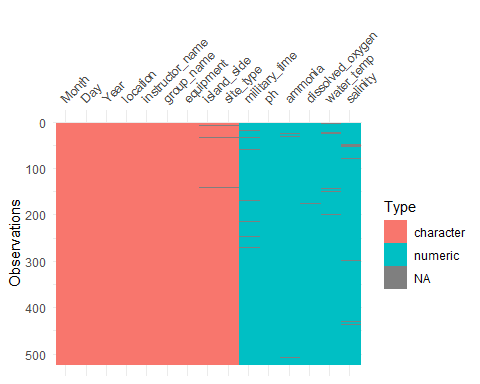 Month
Day
Year
location
Instructor_name
group_name
equipment
Island_side
site_type
military_time
ph
ammonia
dissolved_oxygen
water_temp
salinity
0
100
200
300
400
500
Observations
Type
character
numeric
NA